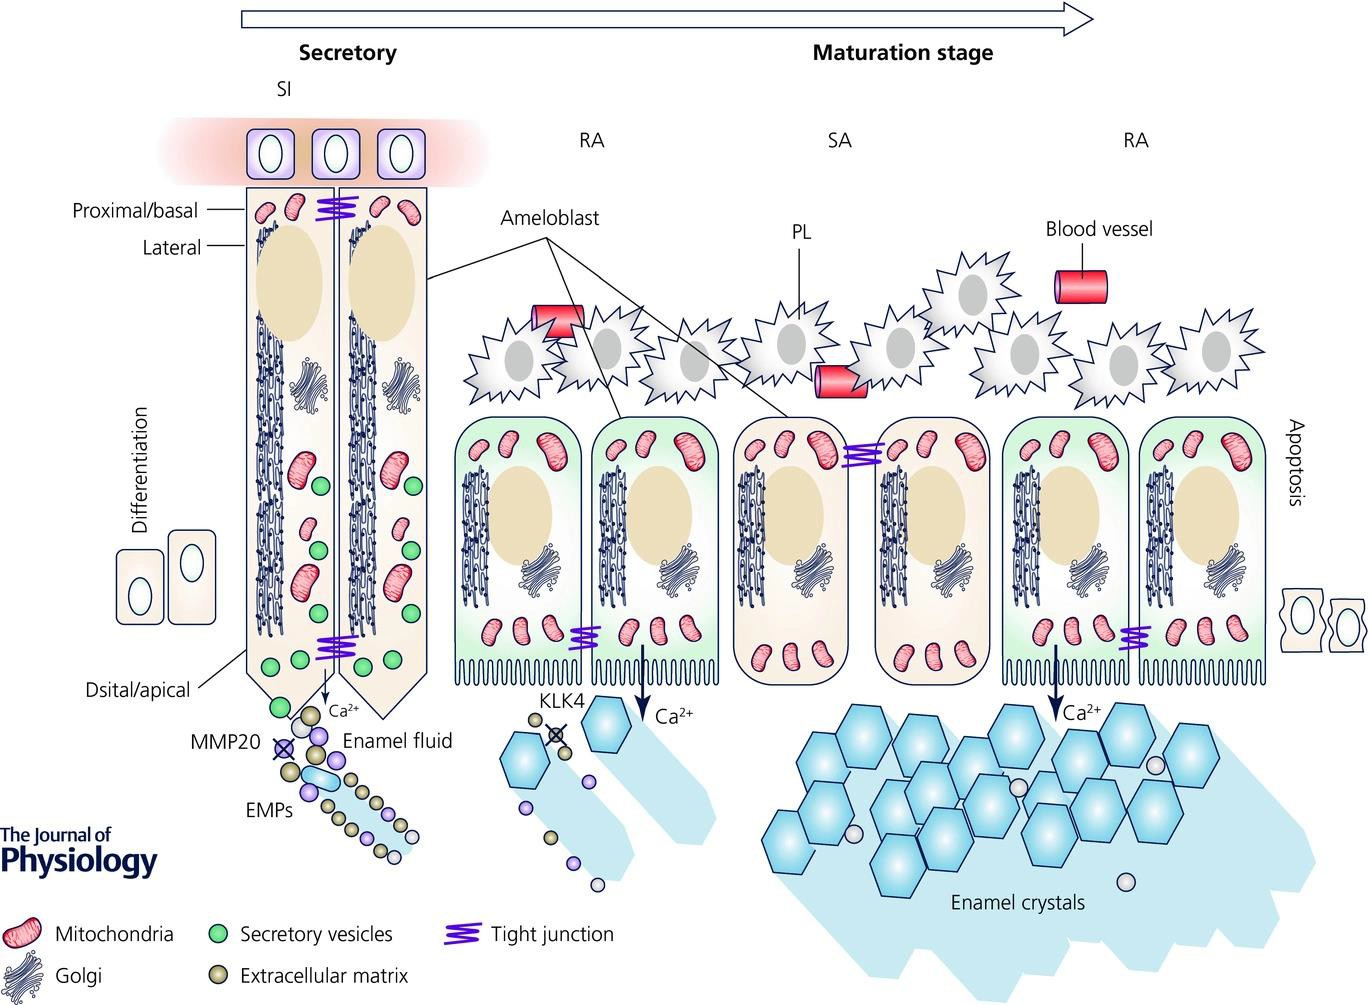 Secretory
Maturation stage
SI
RA
SA
RA
Proximal/basal
Lateral
Ameloblast
PL
Blood vessel
Differentiation
Apoptosis
Dsital/apical
Ca²⁺
MMP20
Enamel fluid
EMPs
KLK4
Ca²⁺
Ca²⁺
Enamel crystals
The Journal of
Physiology
Mitochondria
Secretory vesicles
Tight junction
Golgi
Extracellular matrix